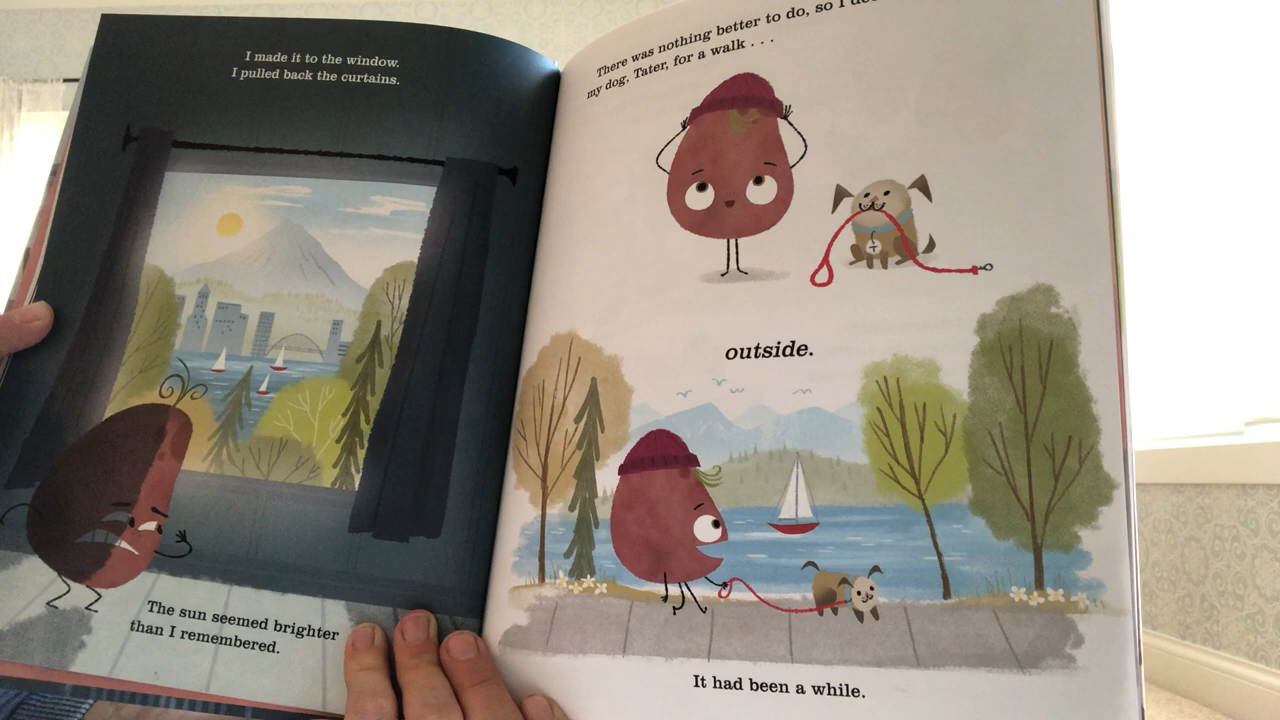 I made it to the window.
I pulled back the curtains.
The sun seemed brighter
than I remembered.
There was nothing better to do, so I
my dog, Tater, for a walk . . .
T
outside.
It had been a while.